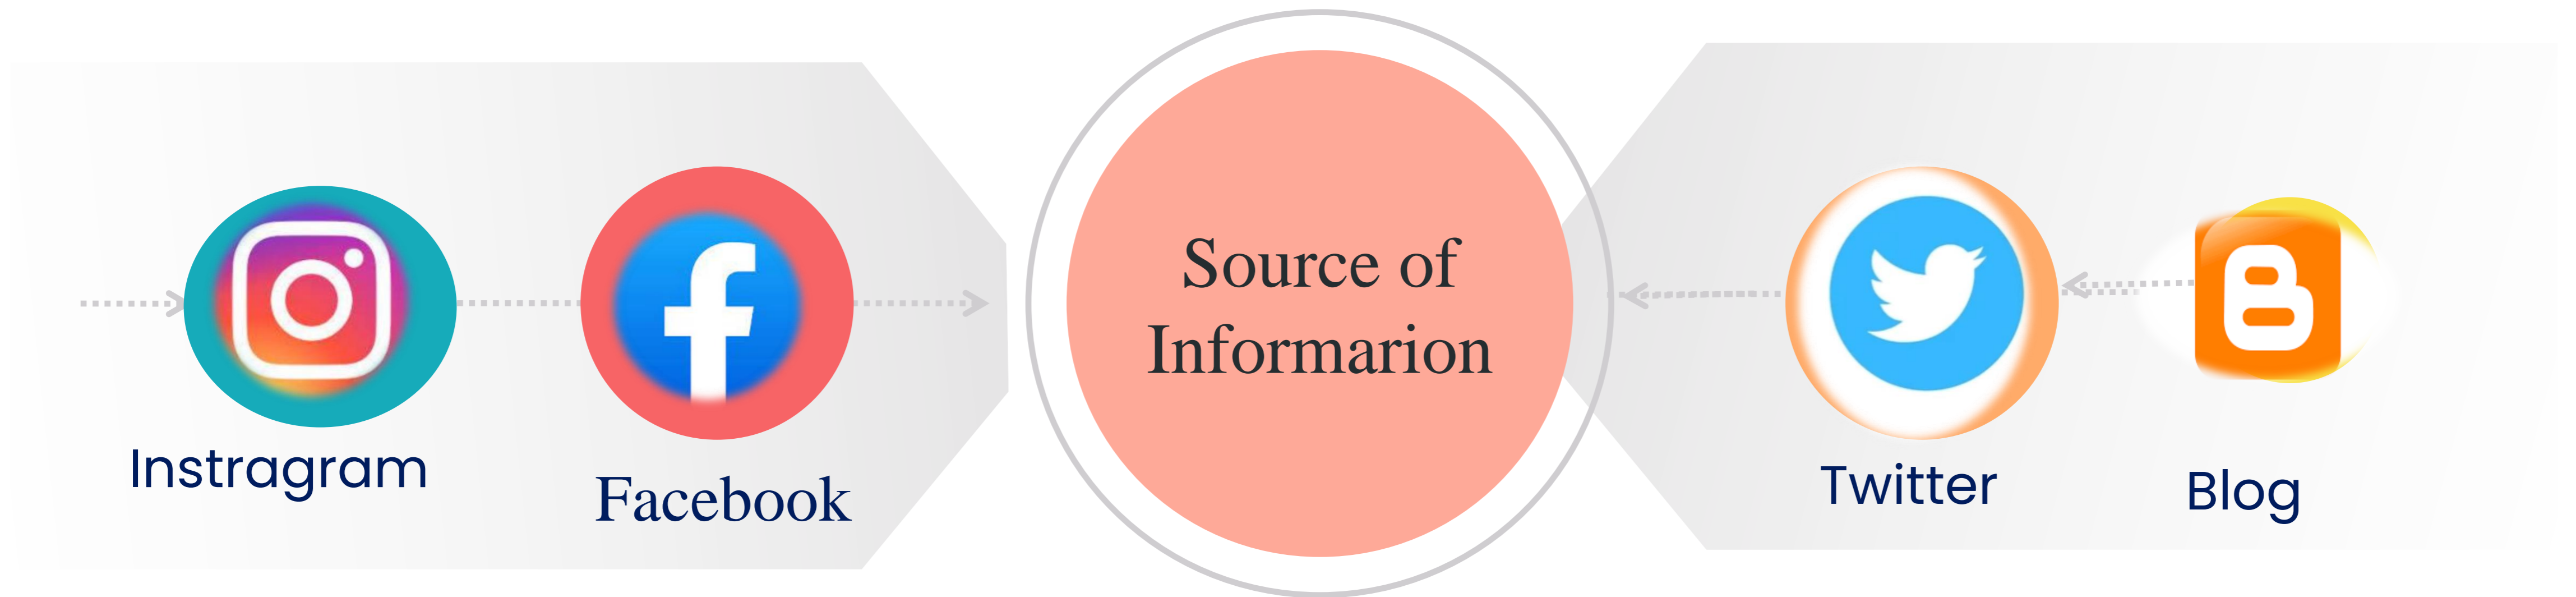 Instragram
Facebook
Source of
Informarion
Twitter
Blog